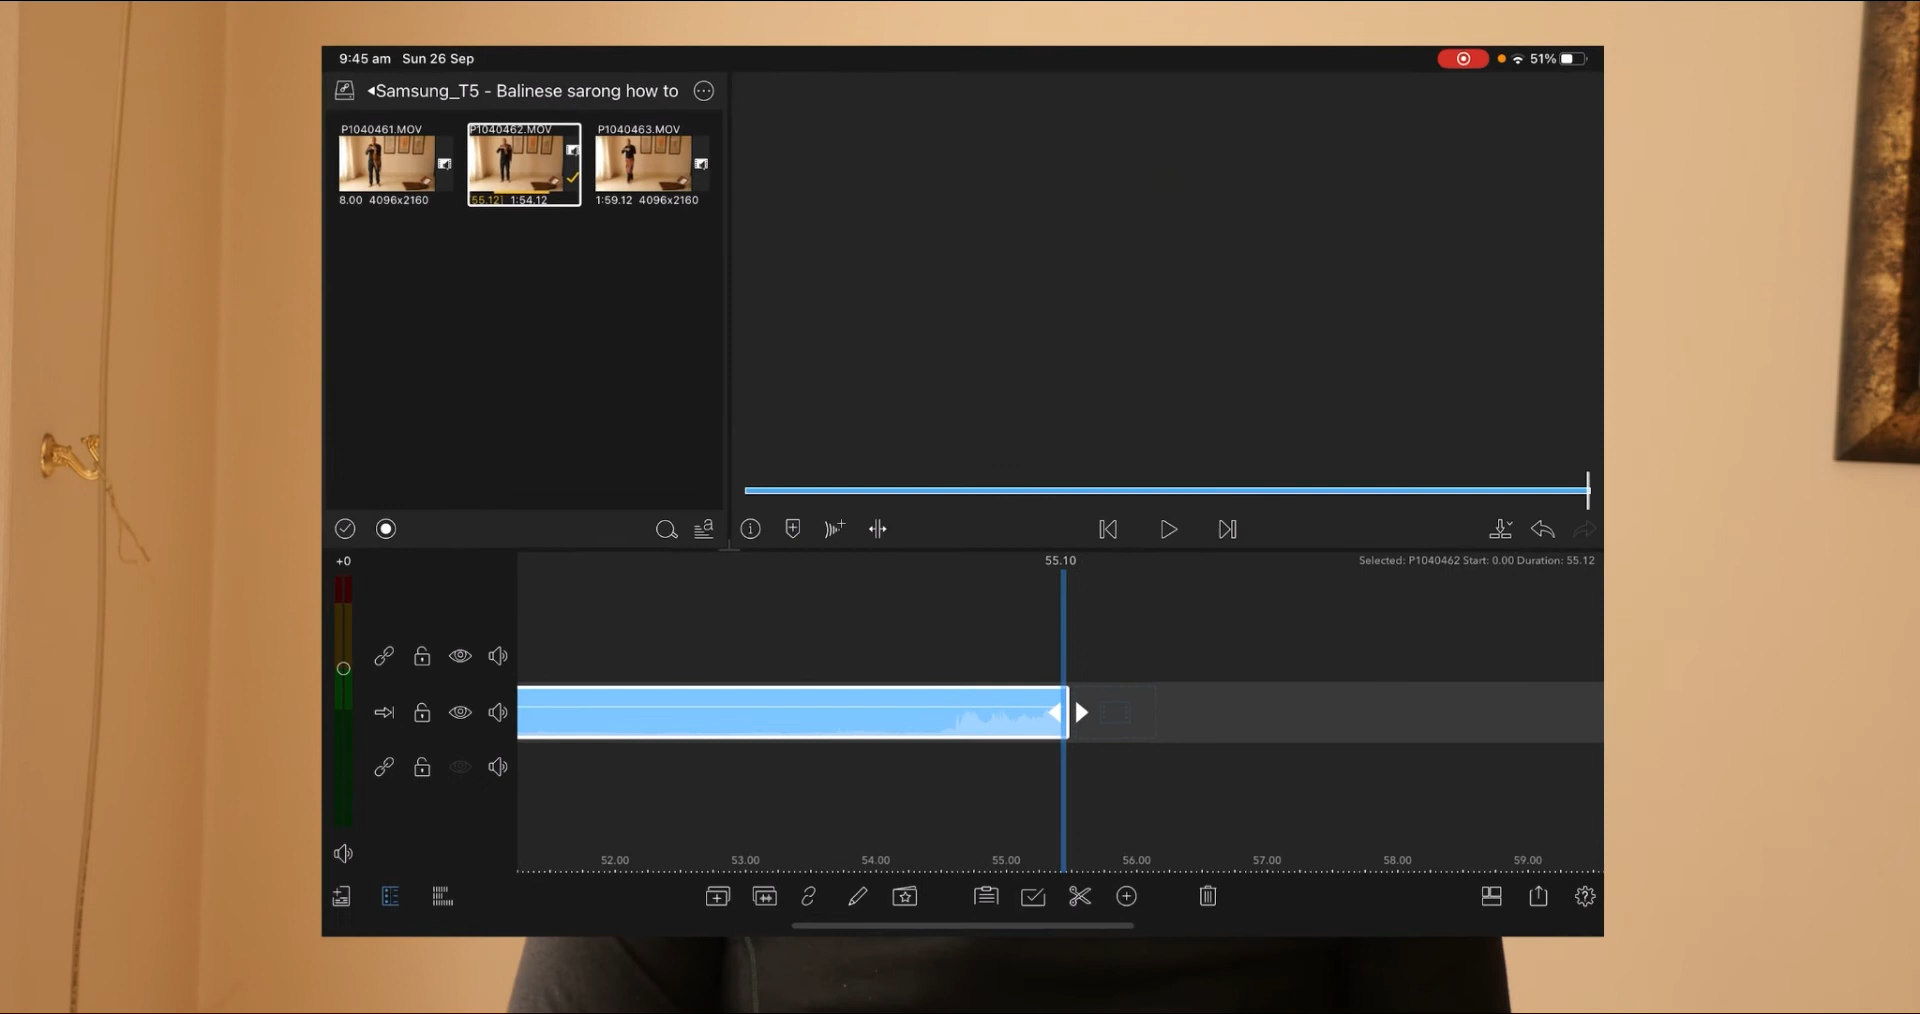 9:45 am Sun 26 Sep
51%
Samsung_T5 - Balinese sarong how to
P1040461.MOV P1040462.MOV P1040463.MOV
8.00 4096x2160 55.12] 1:54.12 1:59.12 4096x2160
+0
55.10
Selected: P1040462 Start: 0.00 Duration: 55.12
52.00 53.00 54.00 55.00 56.00 57.00 58.00 59.00